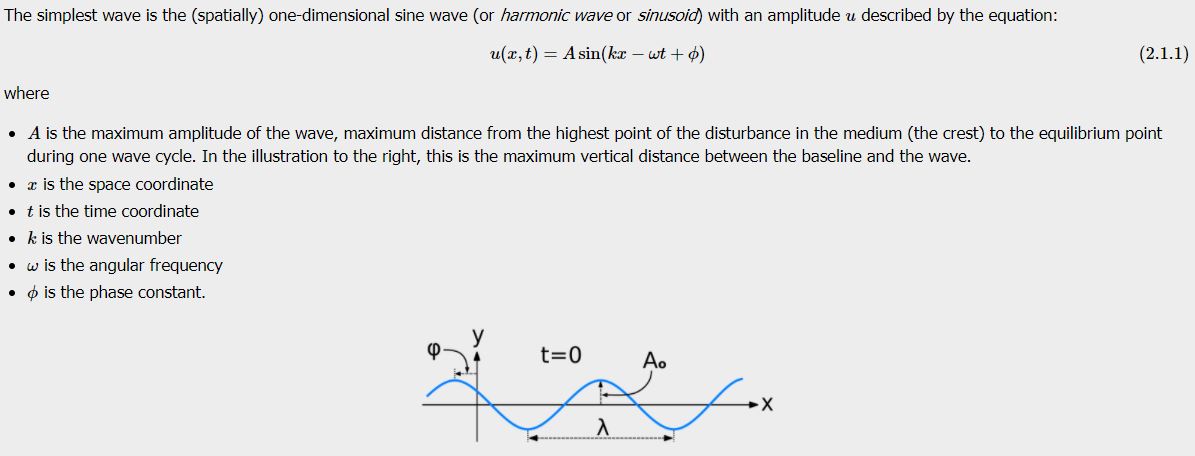 The simplest wave is the (spatially) one-dimensional sine wave (or harmonic wave or sinusoid) with an amplitude u described by the equation:
u(x, t) = A sin(kx − ωt + ϕ) (2.1.1)
where
• A is the maximum amplitude of the wave, maximum distance from the highest point of the disturbance in the medium (the crest) to the equilibrium point
during one wave cycle. In the illustration to the right, this is the maximum vertical distance between the baseline and the wave.
• x is the space coordinate
• t is the time coordinate
• k is the wavenumber
• ω is the angular frequency
• ϕ is the phase constant.
φ y t=0 A₀
x
λ